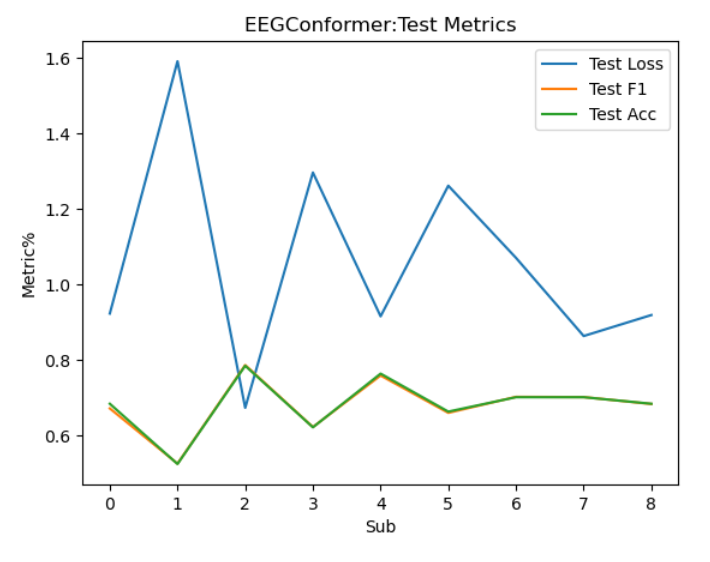 EEGConformer:Test Metrics
Test Loss
Test F1
Test Acc
Metric%
1.6
1.4
1.2
1.0
0.8
0.6
0 1 2 3 4 5 6 7 8
Sub